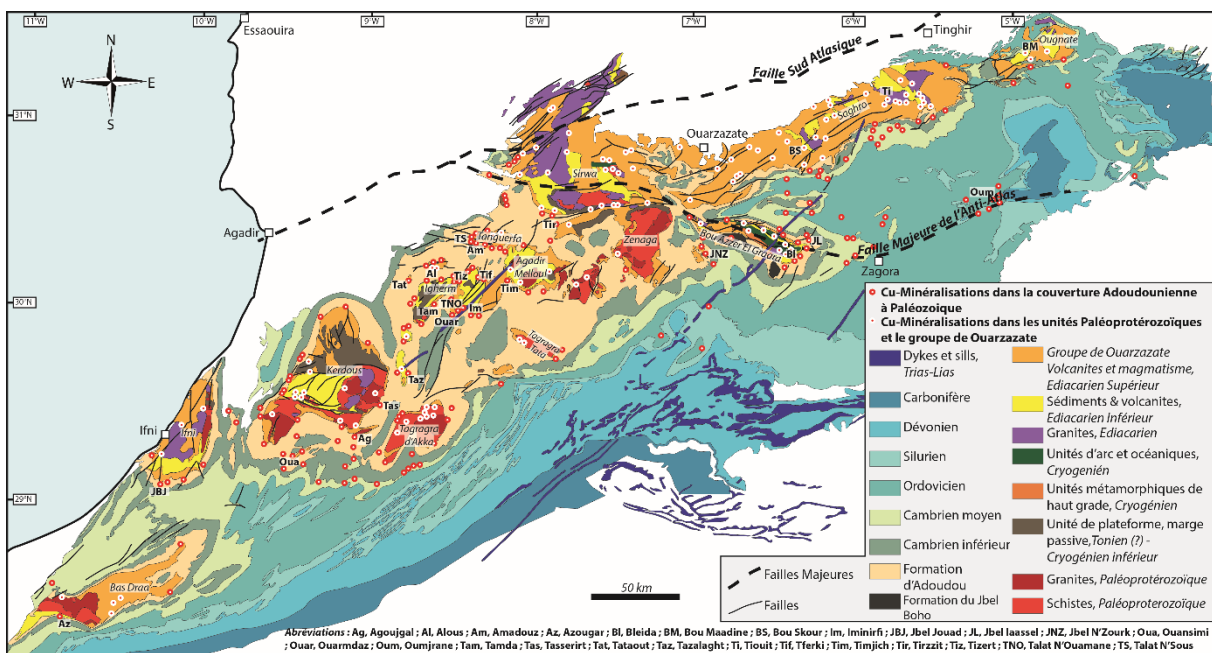 11°W
10°W
9°W
8°W
7°W
6°W
5°W
Essaouira
Tinghir
BM
Ougnate
N
W E
S
Faille Sud Atlasique
31°N
Ti
Saghro
Ouarzazate
BS
Sirwa
Oum
Faille Majeure de l'Anti-Atlas
Agadir
Tir
TS
Iguerfa
Am
Zenaga
Bou Azzer El Graara
JL
Bl
JNZ
Zagora
Agadir
Melloul
Al
Tiz
Tif
Tat
Igherm
Tim
30°N
Tam
TNO
Im
Ouar
Tagragra
Tata
Kerdous
Taz
Tas
Ifni
Ifni
Ag
Tagragra
d'Akka
Oua
JBJ
29°N
Bas Draa
Az
50 km
Cu-Minéralisations dans la couverture Adoudounienne
à Paléozoique
Cu-Minéralisations dans les unités Paléoprotérozoïques
et le groupe de Ouarzazate
Dykes et sills,
Trias-Lias
Carbonifère
Dévonien
Silurien
Ordovicien
Cambrien moyen
Cambrien inférieur
Formation
d'Adoudou
Formation du Jbel
Boho
Groupe de Ouarzazate
Volcanites et magmatisme,
Ediacarien Supérieur
Sédiments & volcanites,
Ediacarien Inférieur
Granites, Ediacarien
Unités d'arc et océaniques,
Cryogenién
Unités métamorphiques de
haut grade, Cryogénien
Unité de plateforme, marge
passive,Tonien (?) -
Cryogénien inférieur
Granites, Paléoprotérozoïque
Schistes, Paléoproterozoïque
Failles Majeures
Failles
Abréviations : Ag, Agoujgal ; Al, Alous ; Am, Amadouz ; Az, Azougar ; Bl, Bleida ; BM, Bou Maadine ; BS, Bou Skour ; Im, Iminirfi ; JBJ, Jbel Jouad ; JL, Jbel laassel ; JNZ, Jbel N'Zourk ; Oua, Ouansimi
; Ouar, Ouarmdaz ; Oum, Oumjrane ; Tam, Tamda ; Tas, Tasserirt ; Tat, Tataout ; Taz, Tazalaght ; Ti, Tiouit ; Tif, Tferki ; Tim, Timjich ; Tir, Tirzzit ; Tiz, Tizert ; TNO, Talat N'Ouamane ; TS, Talat N'Sous